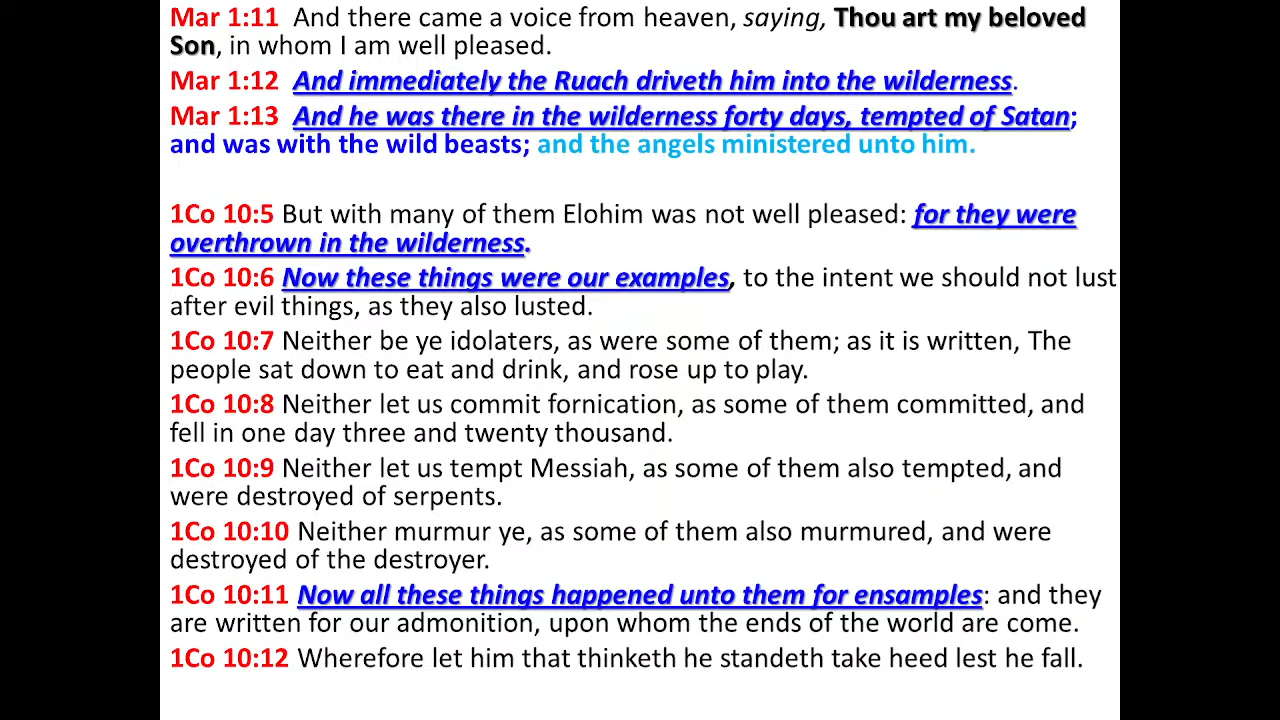 Mar 1:11 And there came a voice from heaven, saying, Thou art my beloved
Son, in whom I am well pleased.
Mar 1:12 And immediately the Ruach driveth him into the wilderness.
Mar 1:13 And he was there in the wilderness forty days, tempted of Satan;
and was with the wild beasts; and the angels ministered unto him.
1Co 10:5 But with many of them Elohim was not well pleased: for they were
overthrown in the wilderness.
1Co 10:6 Now these things were our examples, to the intent we should not lust
after evil things, as they also lusted.
1Co 10:7 Neither be ye idolaters, as were some of them; as it is written, The
people sat down to eat and drink, and rose up to play.
1Co 10:8 Neither let us commit fornication, as some of them committed, and
fell in one day three and twenty thousand.
1Co 10:9 Neither let us tempt Messiah, as some of them also tempted, and
were destroyed of serpents.
1Co 10:10 Neither murmur ye, as some of them also murmured, and were
destroyed of the destroyer.
1Co 10:11 Now all these things happened unto them for ensamples: and they
are written for our admonition, upon whom the ends of the world are come.
1Co 10:12 Wherefore let him that thinketh he standeth take heed lest he fall.